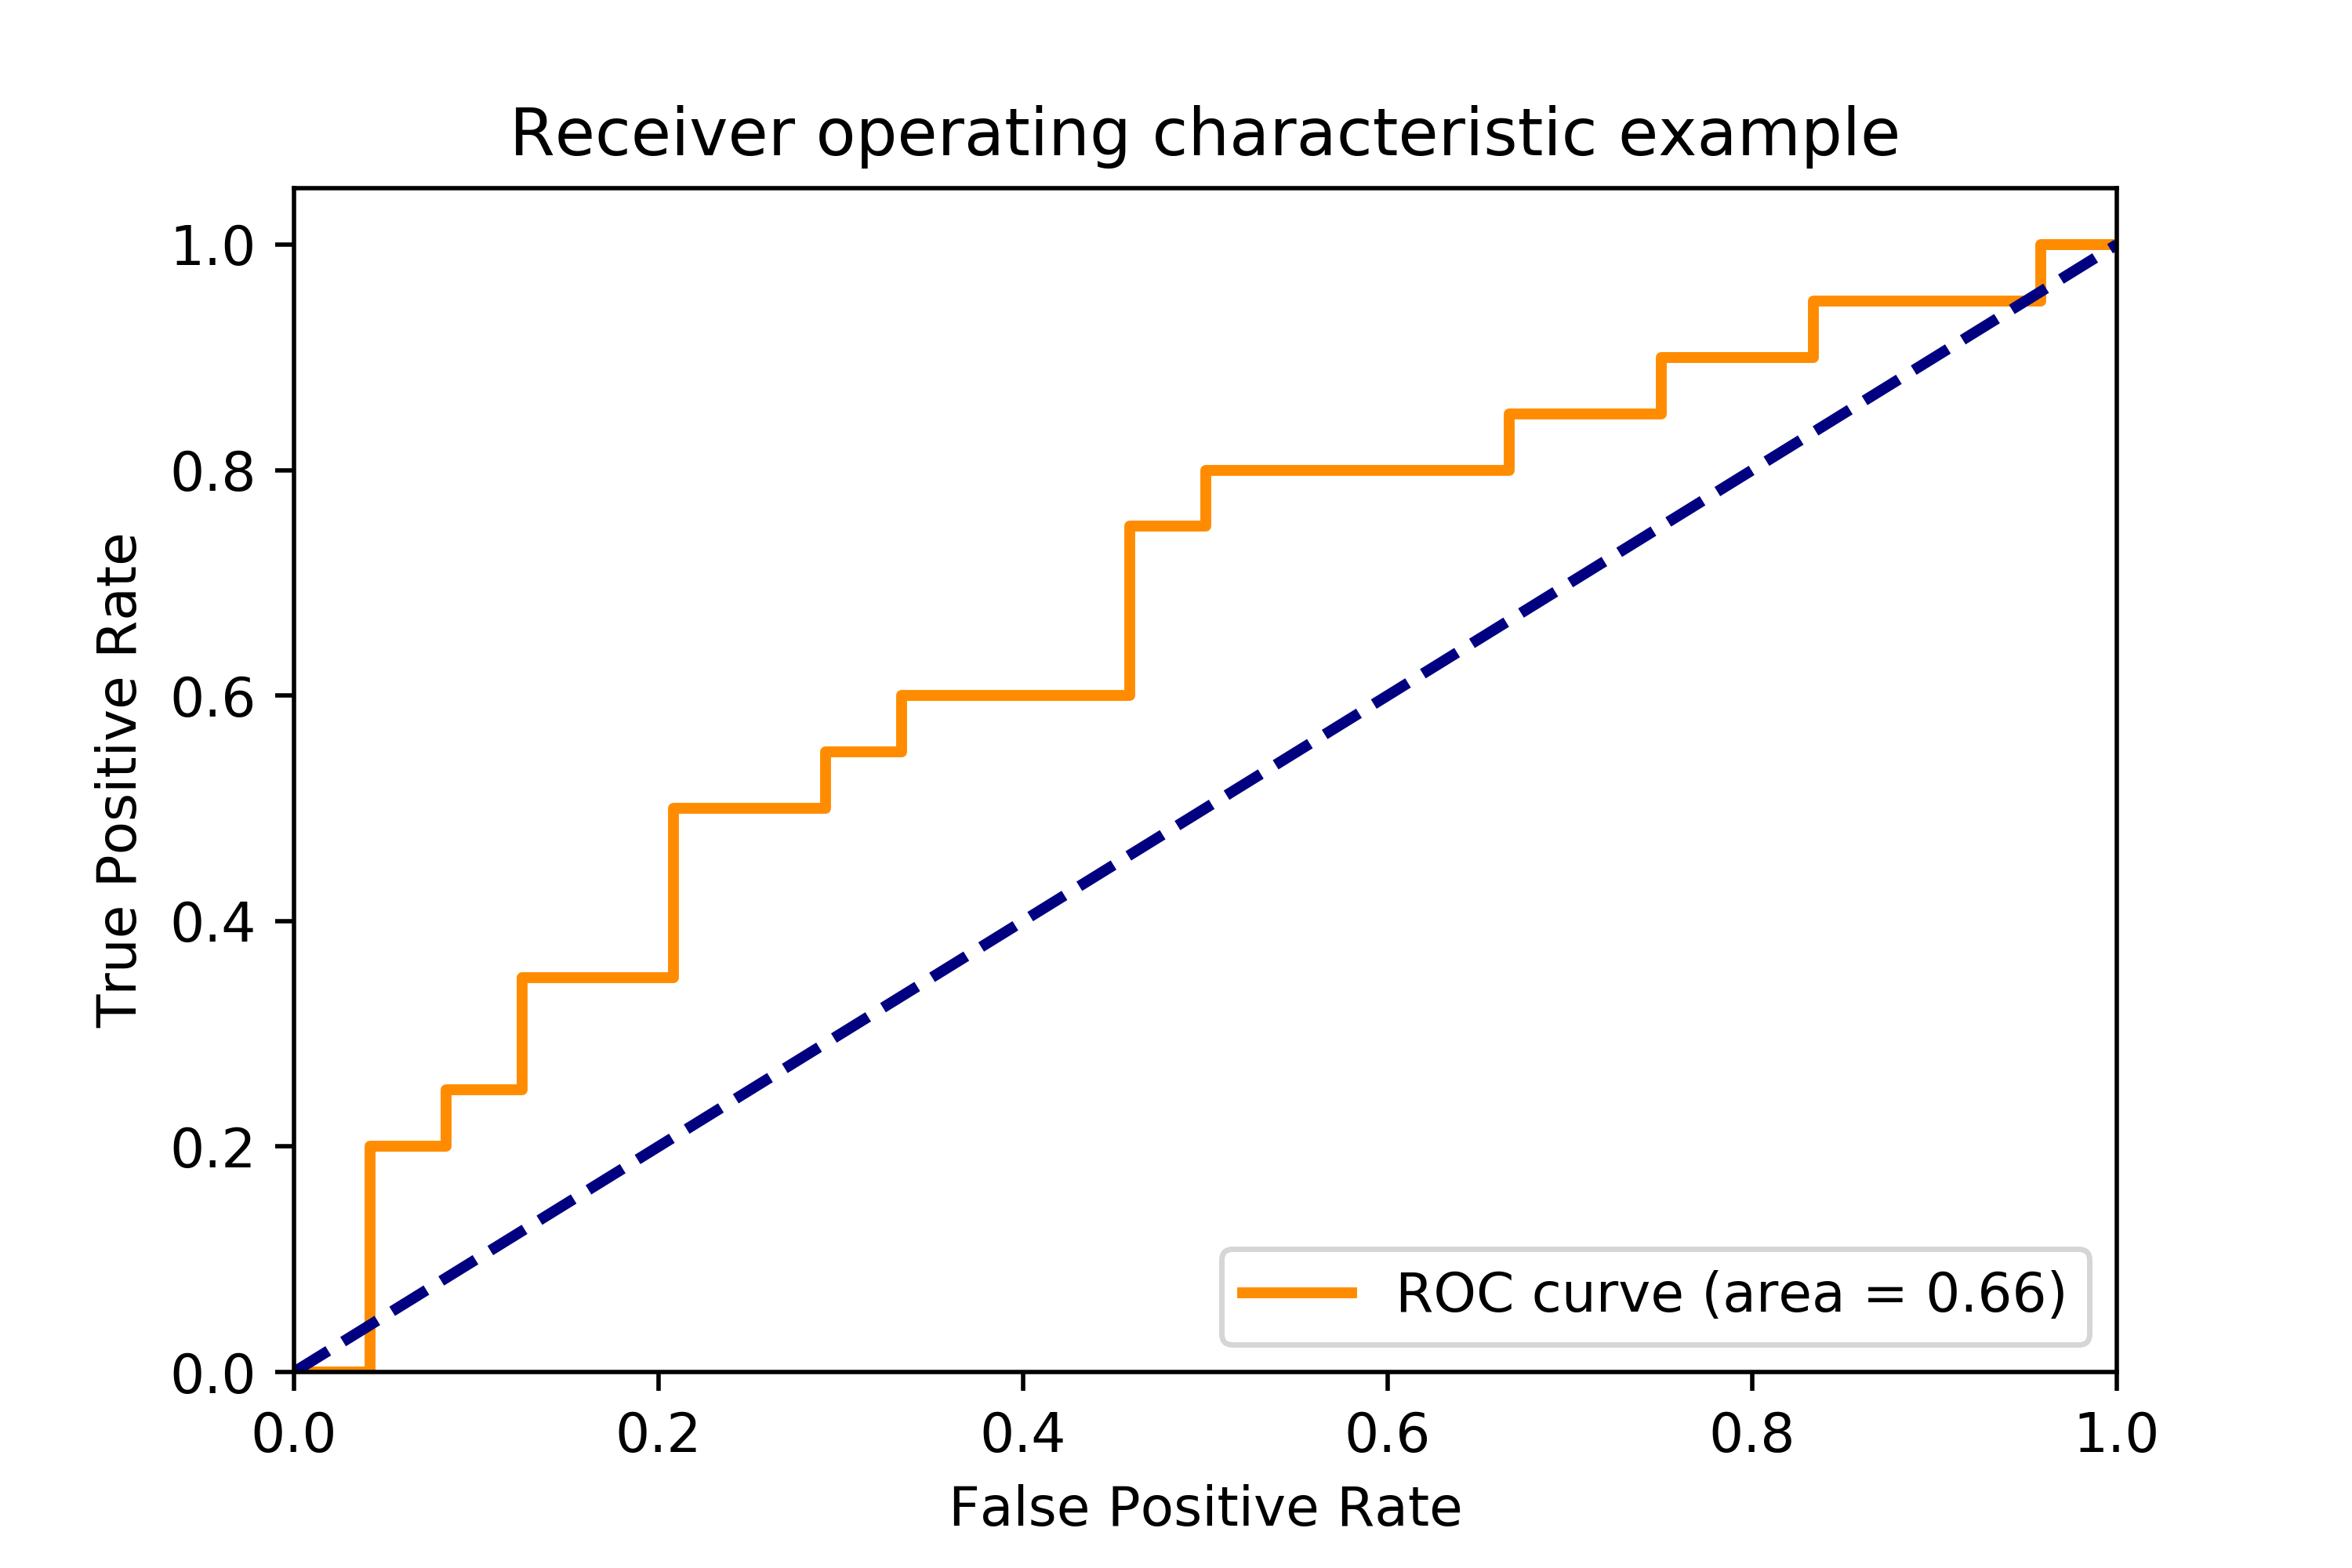 Receiver operating characteristic example
1.0
0.8
0.6
0.4
0.2
0.0
True Positive Rate
ROC curve (area = 0.66)
0.0 0.2 0.4 0.6 0.8 1.0
False Positive Rate